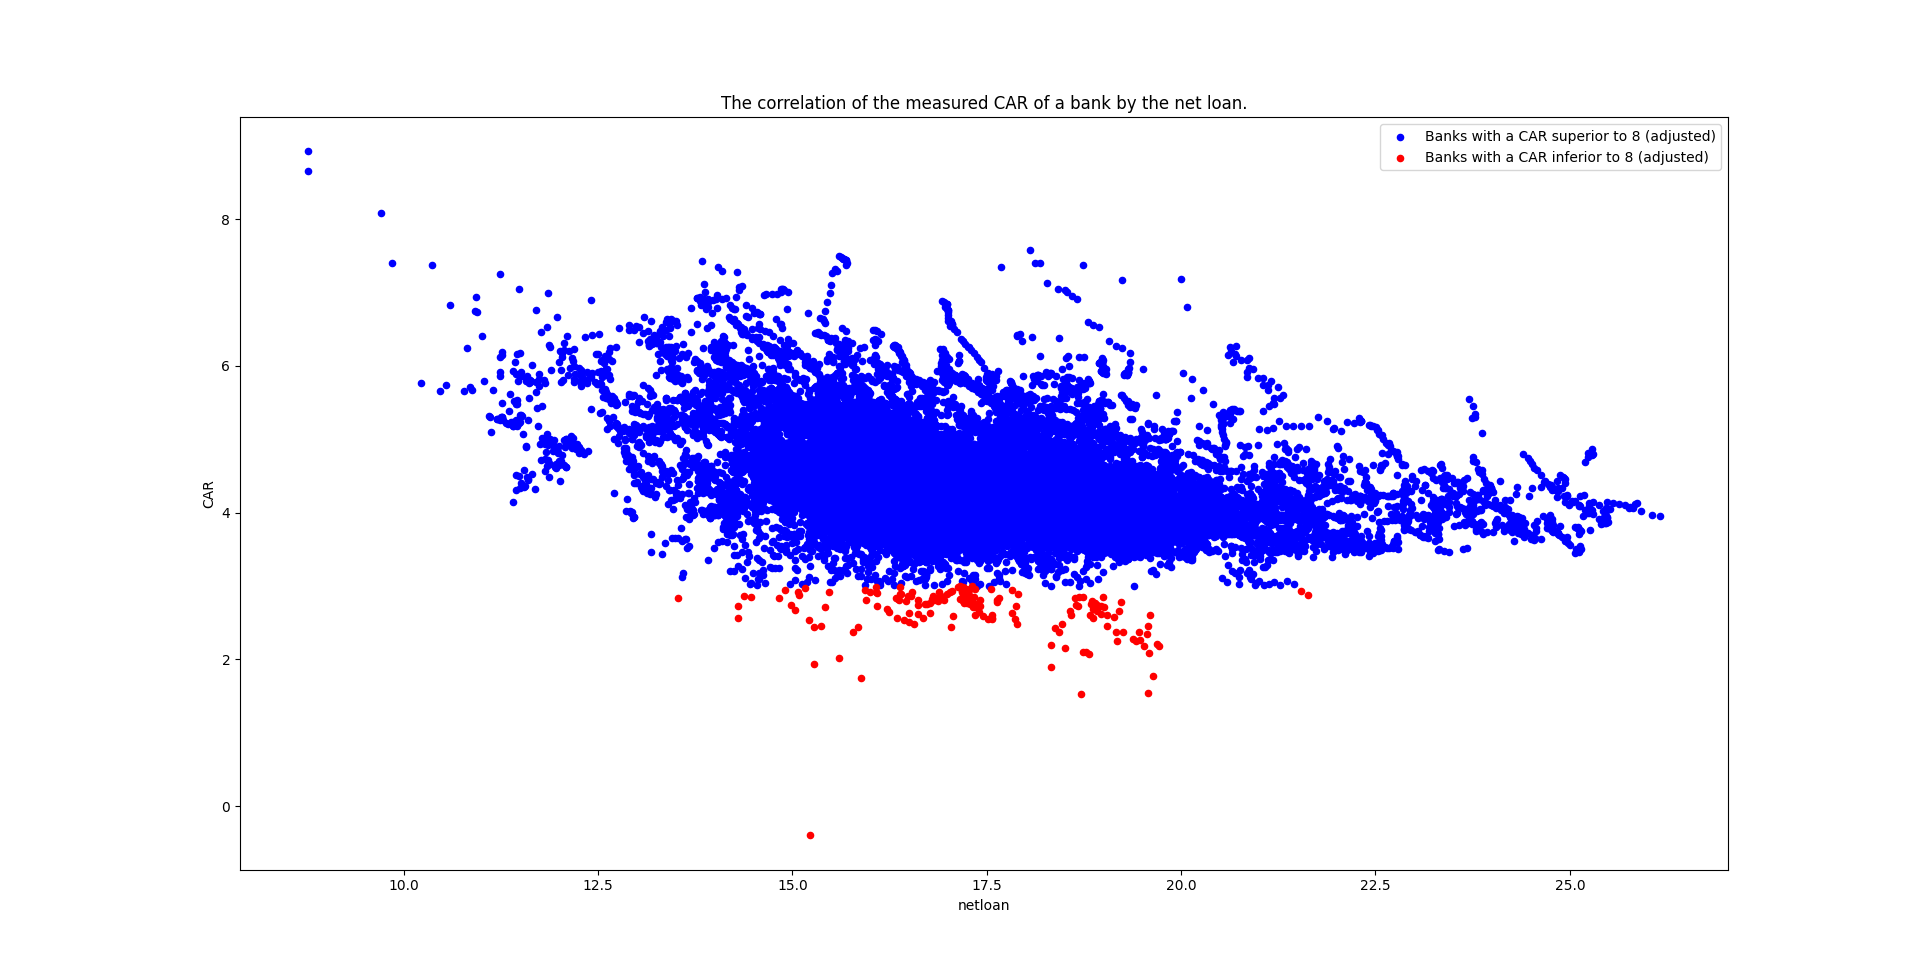 The correlation of the measured CAR of a bank by the net loan.
Banks with a CAR superior to 8 (adjusted)
Banks with a CAR inferior to 8 (adjusted)
8
6
4
2
0
CAR
10.0 12.5 15.0 17.5 20.0 22.5 25.0
netloan